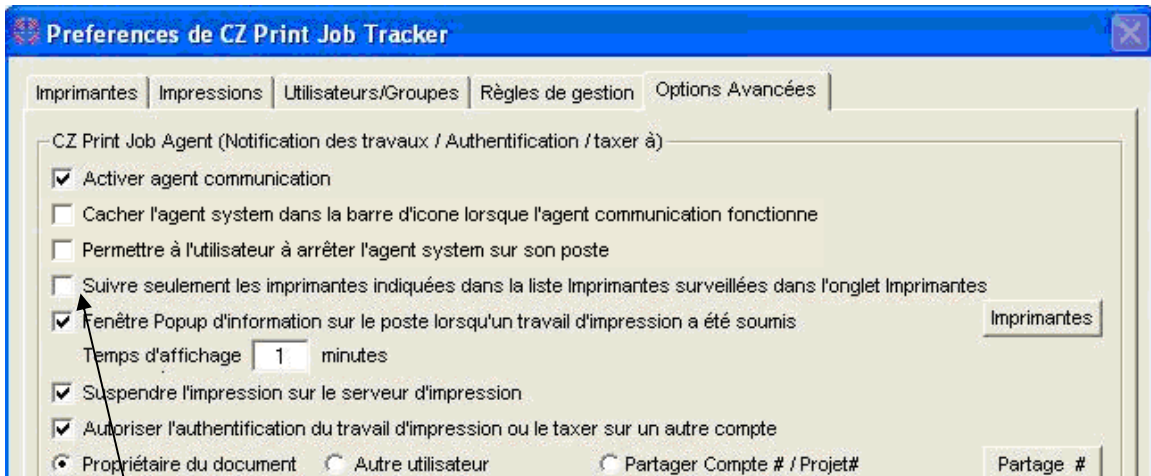 Preferences de CZ Print Job Tracker
Imprimantes Impressions Utilisateurs/Groupes Règles de gestion Options Avancées
CZ Print Job Agent (Notification des travaux / Authentification / taxer à)
Activer agent communication
Cacher l'agent system dans la barre d'icone lorsque l'agent communication fonctionne
Permettre à l'utilisateur à arrêter l'agent system sur son poste
Suivre seulement les imprimantes indiquées dans la liste Imprimantes surveillées dans l'onglet Imprimantes
Fenêtre Popup d'information sur le poste lorsqu'un travail d'impression a été soumis Imprimantes
Temps d'affichage 1 minutes
Suspendre l'impression sur le serveur d'impression
Autoriser l'authentification du travail d'impression ou le taxer sur un autre compte
Propriétaire du document Autre utilisateur Partager Compte # / Projet# Partage #